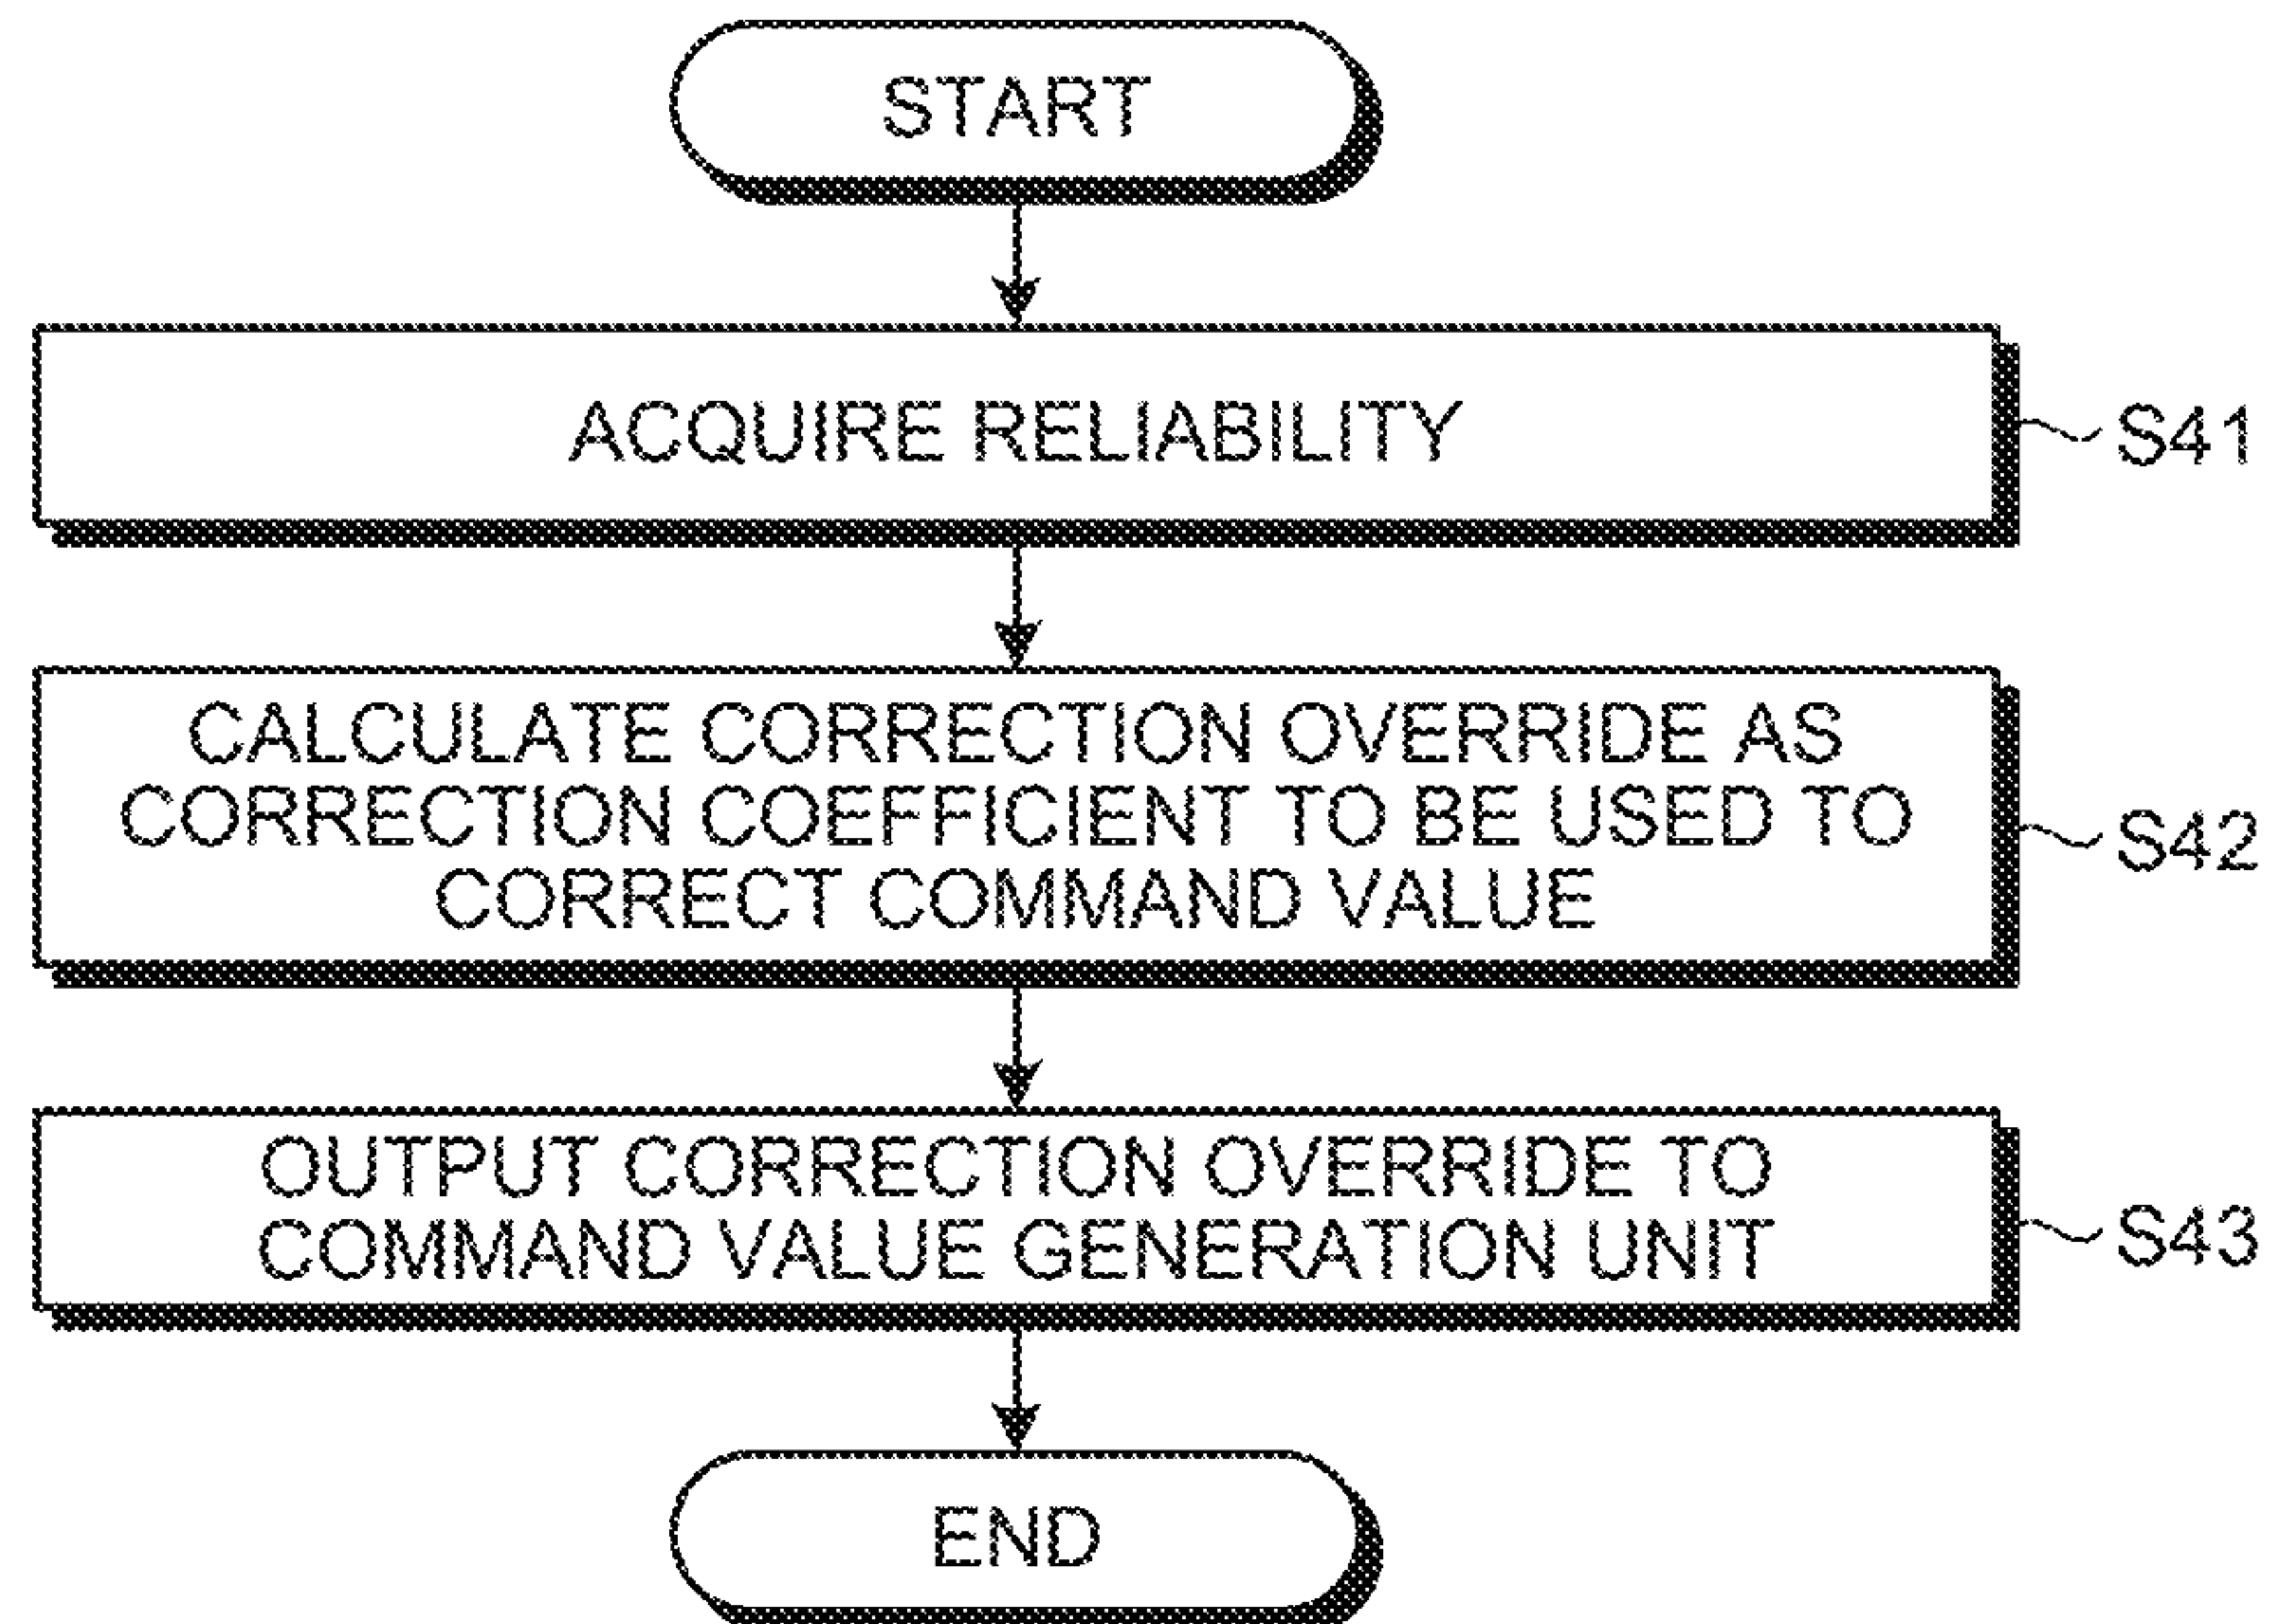 START
ACQUIRE RELIABILITY
S41
CALCULATE CORRECTION OVERRIDE AS
CORRECTION COEFFICIENT TO BE USED TO
CORRECT COMMAND VALUE
S42
OUTPUT CORRECTION OVERRIDE TO
COMMAND VALUE GENERATION UNIT
S43
END